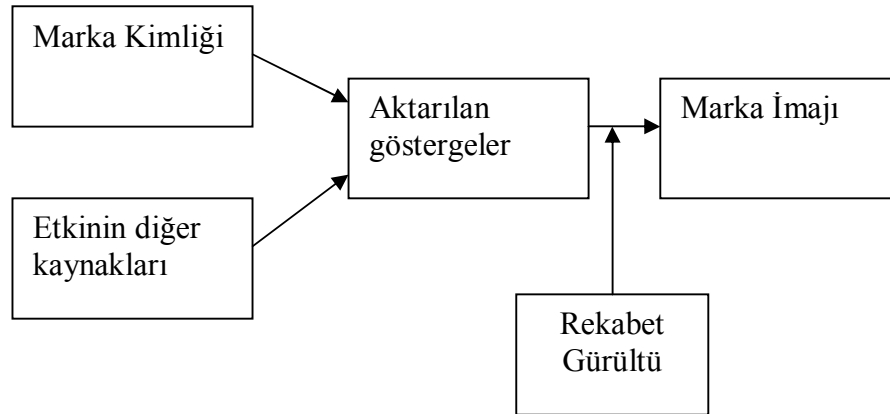 Marka Kimliği
Etkinin diğer
kaynakları
Aktarılan
göstergeler
Marka İmajı
Rekabet
Gürültü